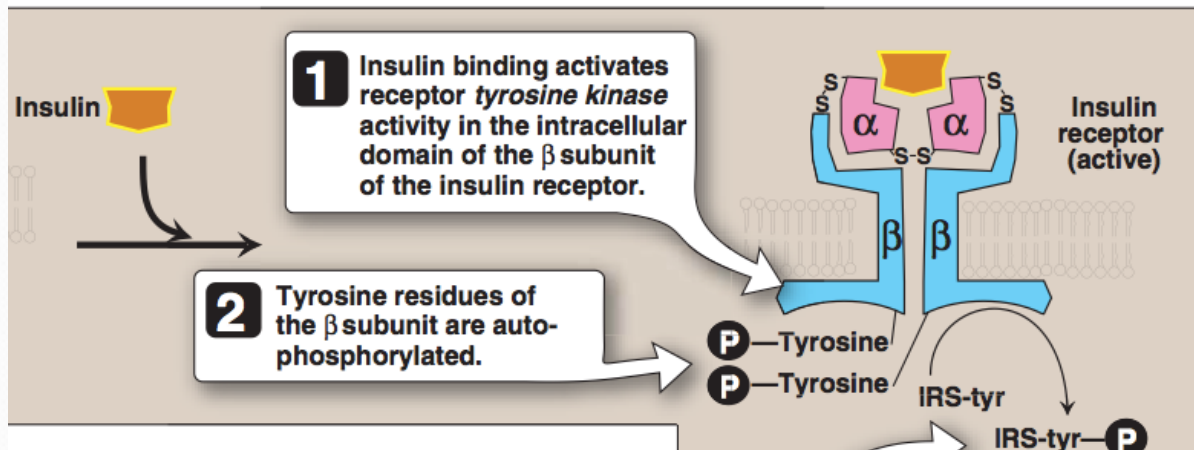 Insulin
1
Insulin binding activates
receptor tyrosine kinase
activity in the intracellular
domain of the β subunit
of the insulin receptor.
S
S
α
α
S
S
S-S
Insulin
receptor
(active)
β
β
2
Tyrosine residues of
the β subunit are auto-
phosphorylated.
P—Tyrosine
P—Tyrosine
IRS-tyr
IRS-tyr—P